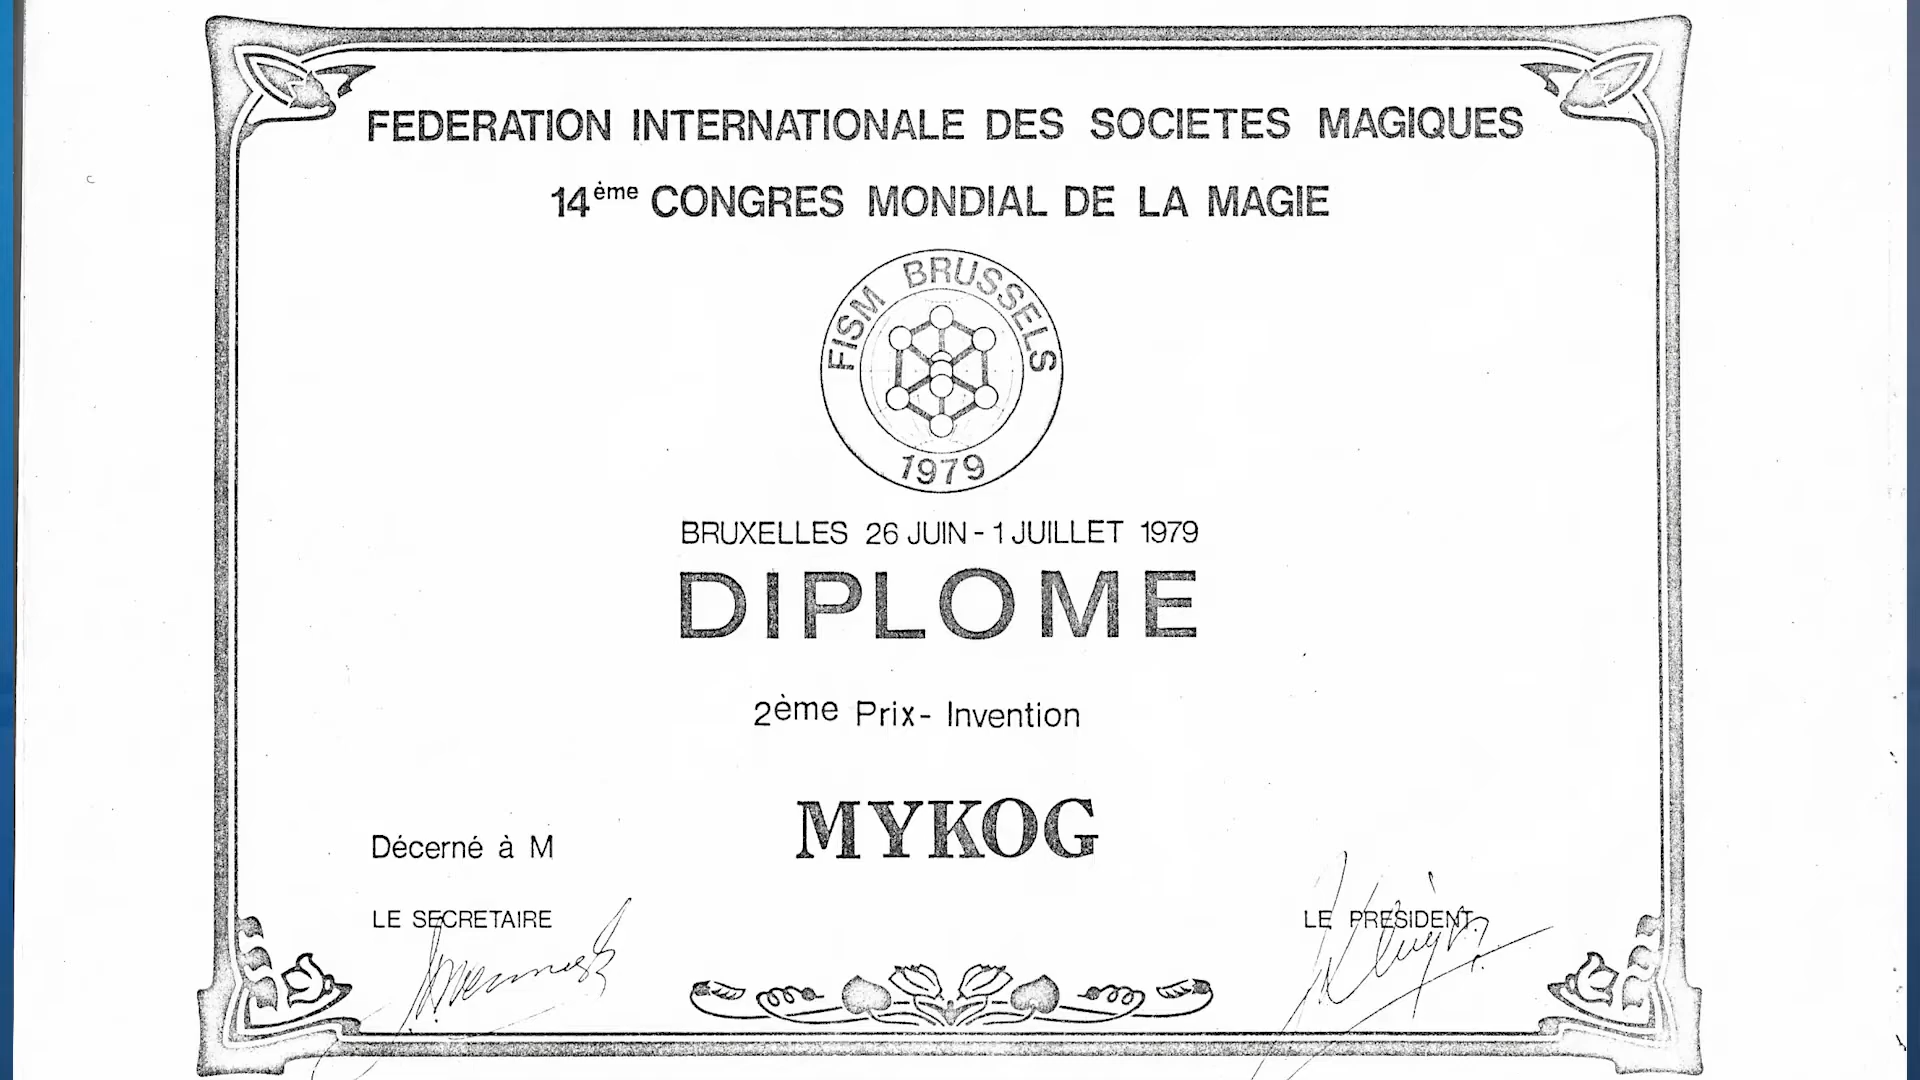 FEDERATION INTERNATIONALE DES SOCIETES MAGIQUES
14ème CONGRES MONDIAL DE LA MAGIE
FISM BRUSSELS
1979
BRUXELLES 26 JUIN - 1 JUILLET 1979
DIPLOME
2ème Prix- Invention
Décerné à M MYKOG
LE SECRETAIRE LE PRESIDENT